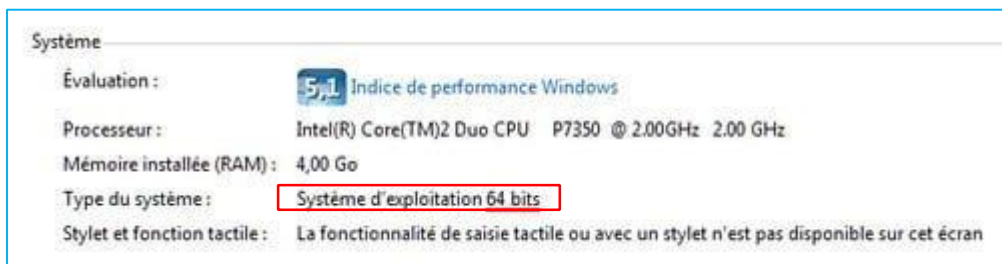 Système
Évaluation : 5,1 Indice de performance Windows
Processeur : Intel(R) Core(TM)2 Duo CPU P7350 @ 2.00GHz 2.00 GHz
Mémoire installée (RAM) : 4,00 Go
Type du système : Système d'exploitation 64 bits
Stylet et fonction tactile : La fonctionnalité de saisie tactile ou avec un stylet n'est pas disponible sur cet écran